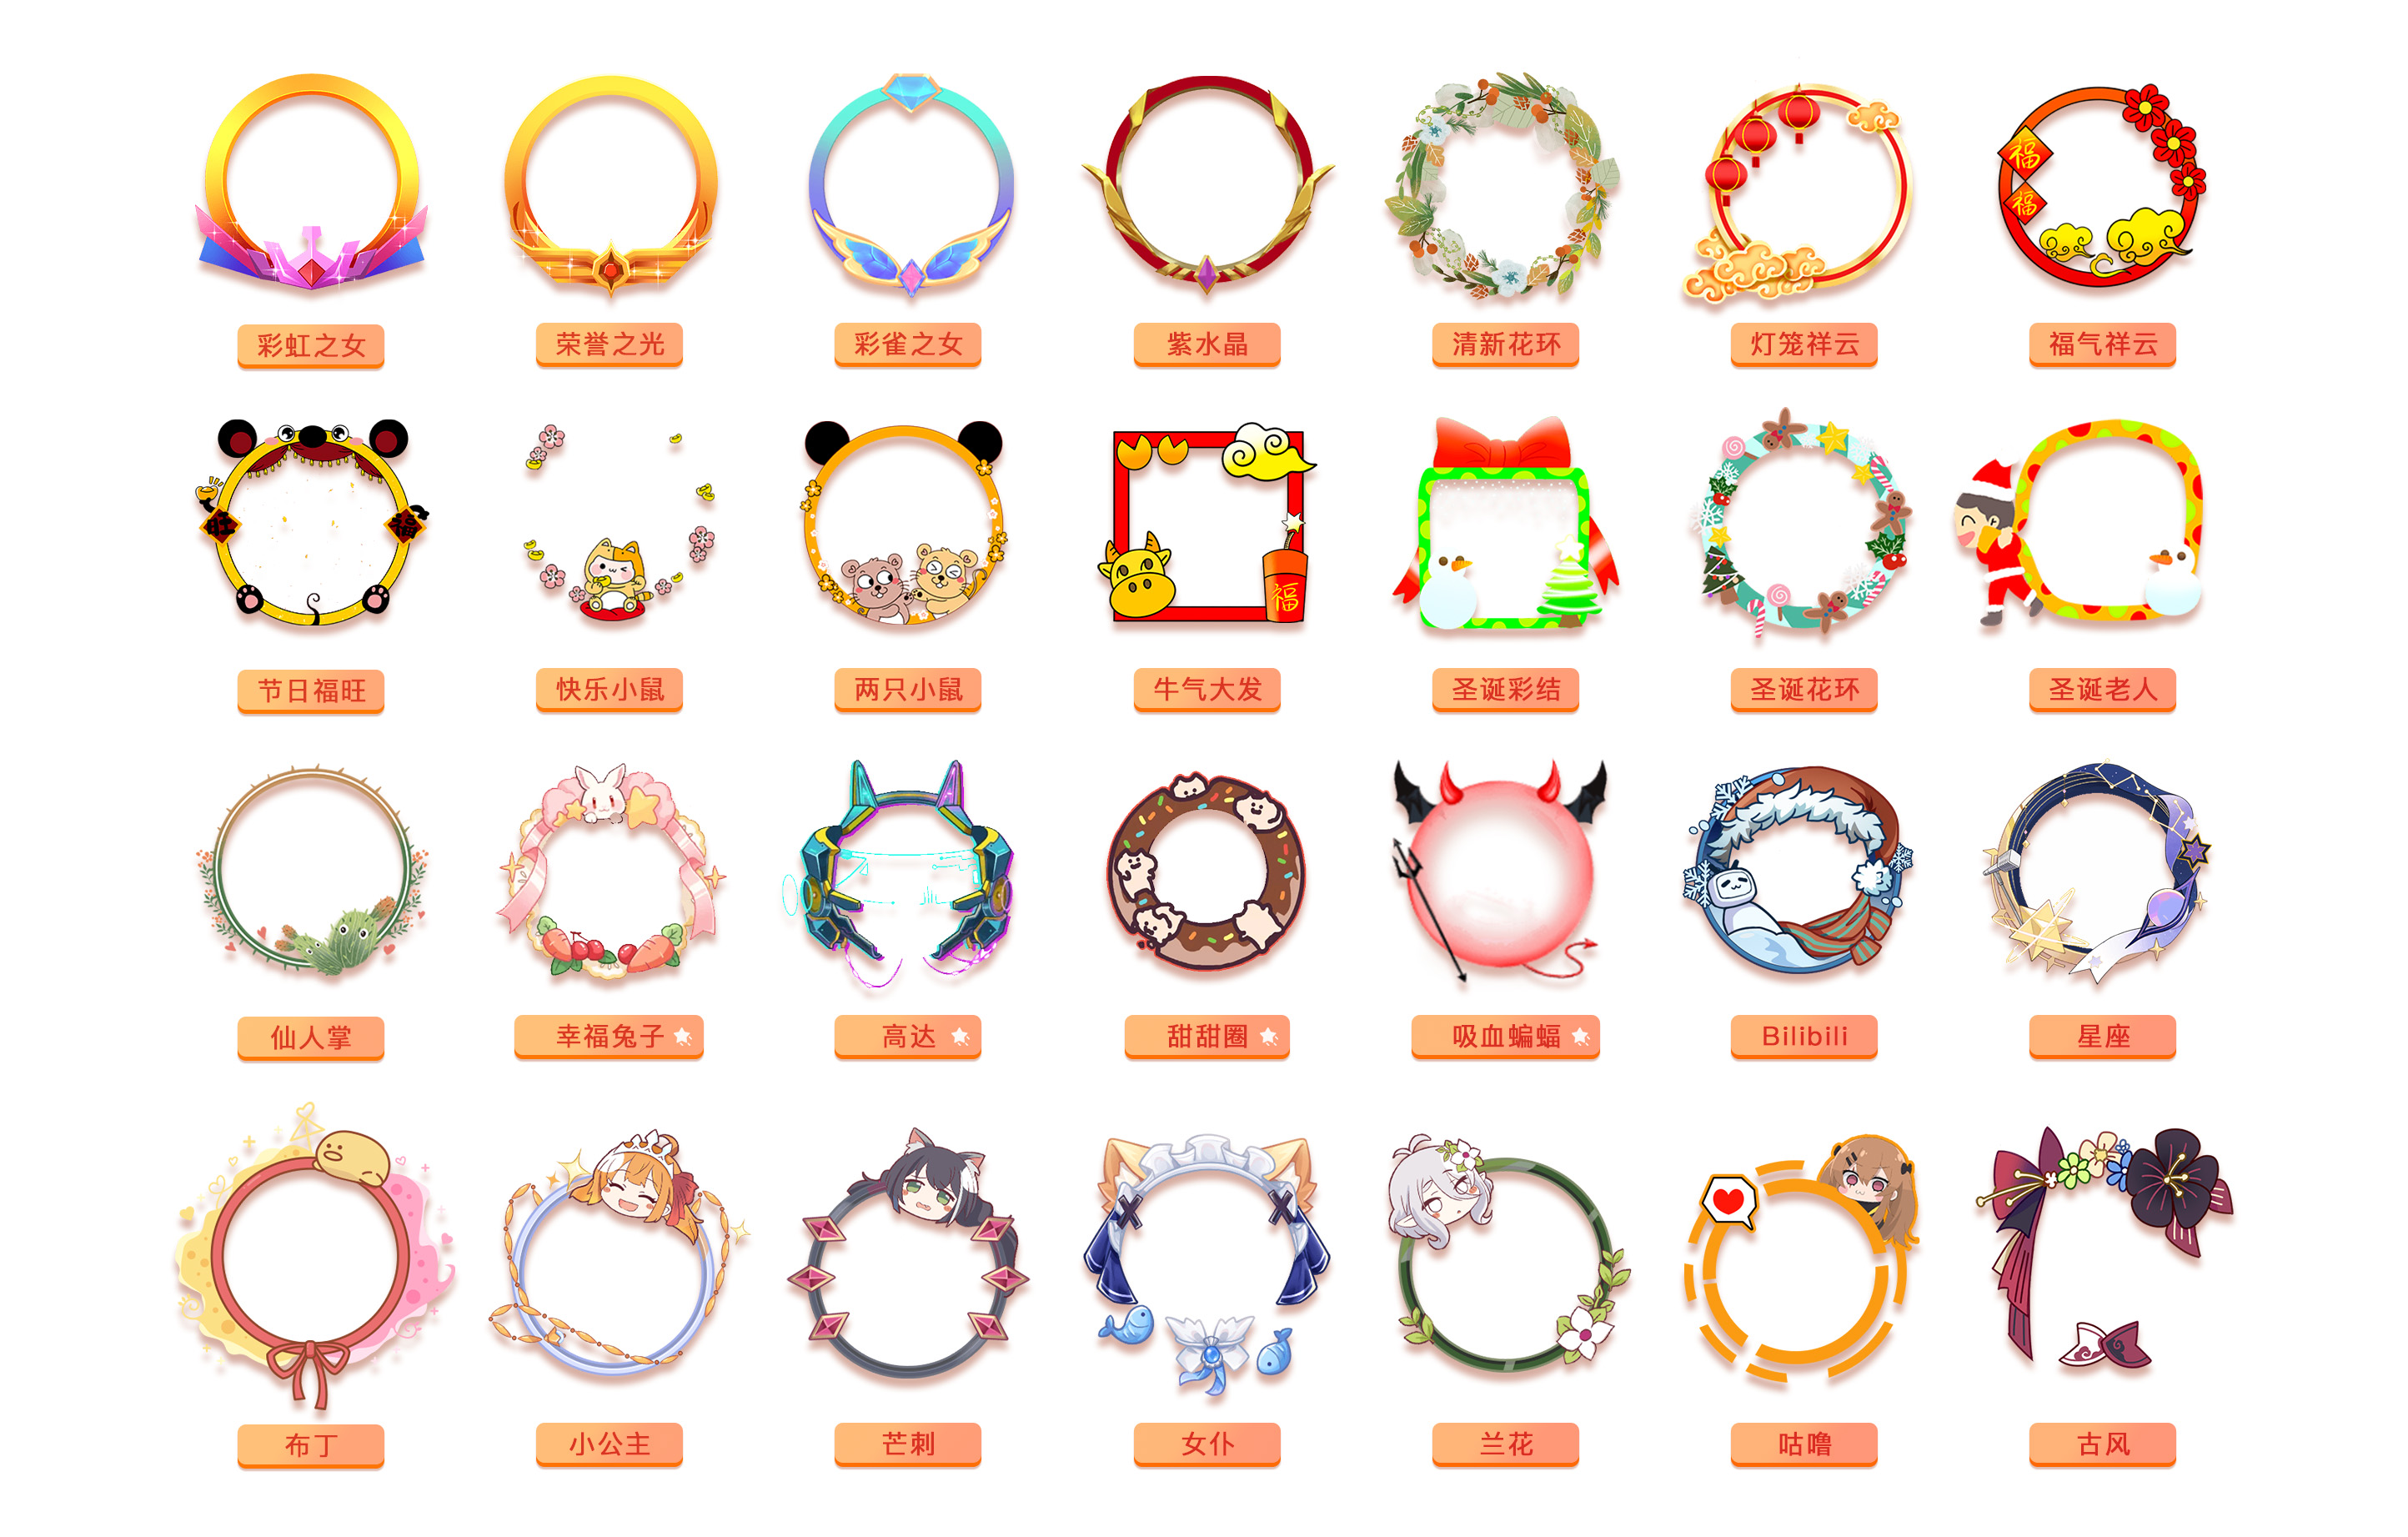 福
福
彩虹之女
荣誉之光
彩雀之女
紫水晶
清新花环
灯笼祥云
福气祥云
旺
福
福
节日福旺
快乐小鼠
两只小鼠
牛气大发
圣诞彩结
圣诞花环
圣诞老人
仙人掌
幸福兔子
高达
甜甜圈
吸血蝙蝠
Bilibili
星座
布丁
小公主
芒刺
女仆
兰花
咕噜
古风